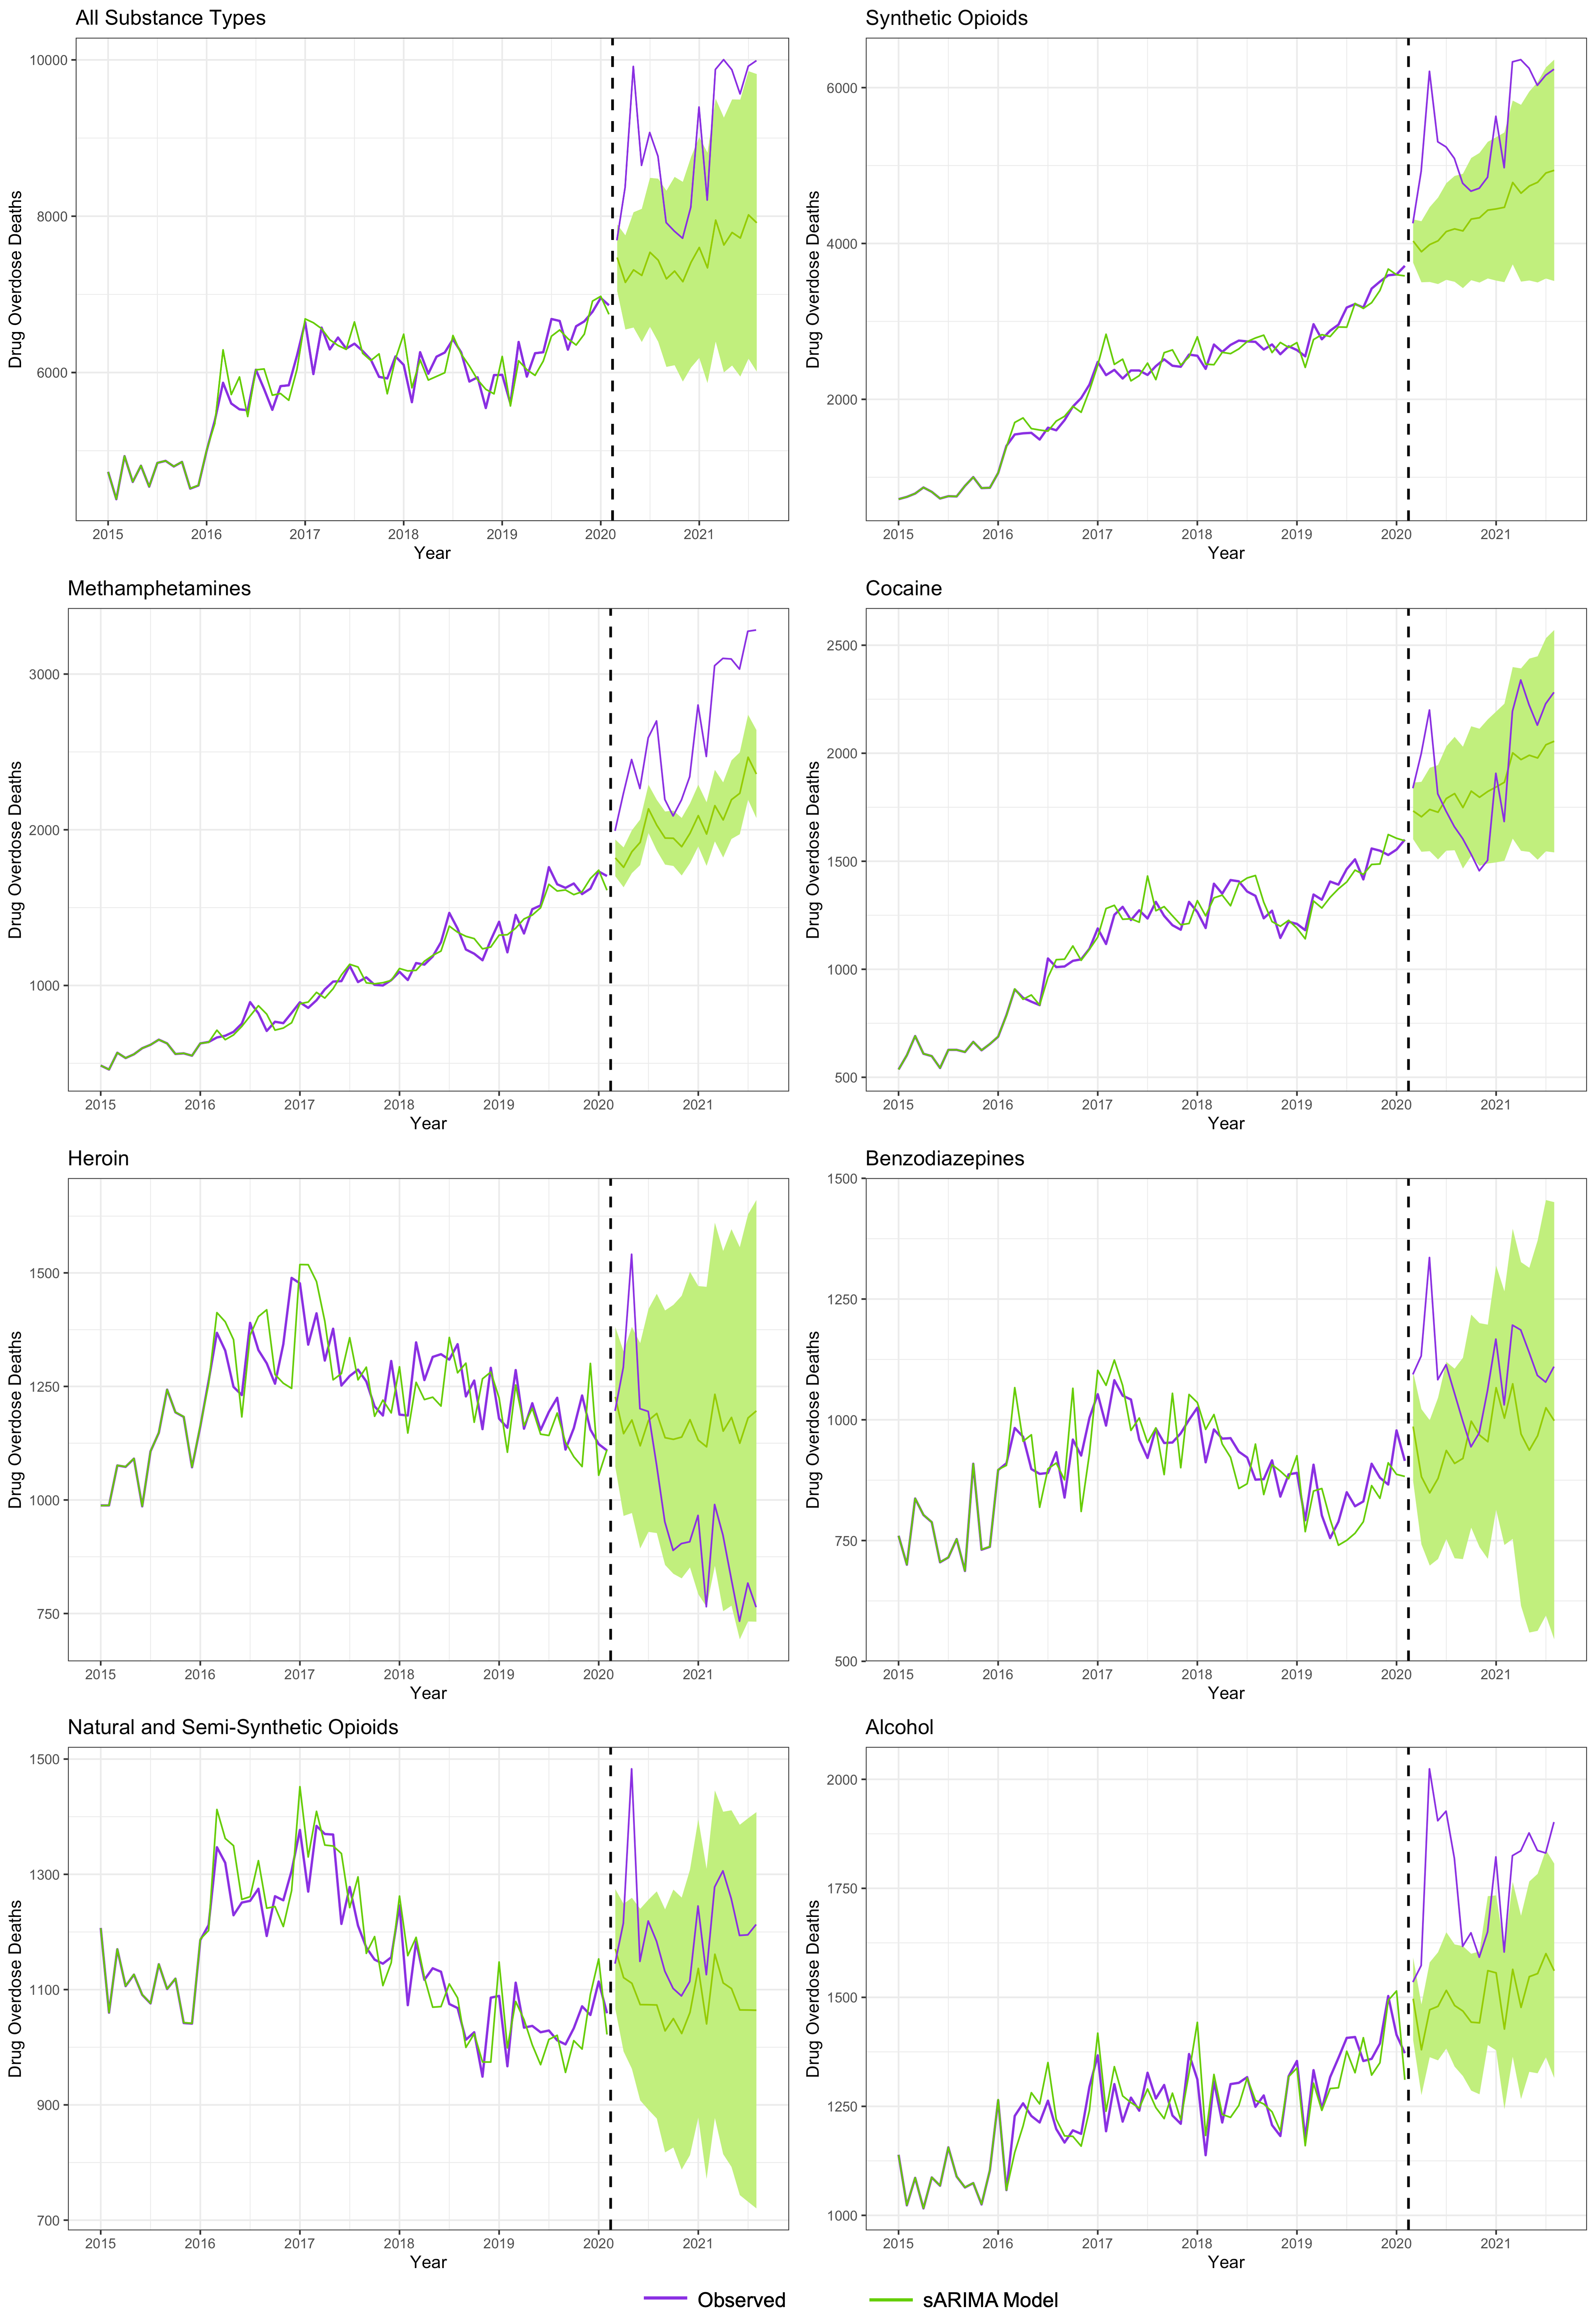 All Substance Types
Drug Overdose Deaths
10000
8000
6000
2015 2016 2017 2018 2019 2020 2021
Year
Synthetic Opioids
Drug Overdose Deaths
6000
4000
2000
2015 2016 2017 2018 2019 2020 2021
Year
Methamphetamines
Drug Overdose Deaths
3000
2000
1000
2015 2016 2017 2018 2019 2020 2021
Year
Cocaine
Drug Overdose Deaths
2500
2000
1500
1000
500
2015 2016 2017 2018 2019 2020 2021
Year
Heroin
Drug Overdose Deaths
1500
1250
1000
750
2015 2016 2017 2018 2019 2020 2021
Year
Benzodiazepines
Drug Overdose Deaths
1500
1250
1000
750
500
2015 2016 2017 2018 2019 2020 2021
Year
Natural and Semi-Synthetic Opioids
Drug Overdose Deaths
1500
1300
1100
900
700
2015 2016 2017 2018 2019 2020 2021
Year
Alcohol
Drug Overdose Deaths
2000
1750
1500
1250
1000
2015 2016 2017 2018 2019 2020 2021
Year
Observed
sARIMA Model